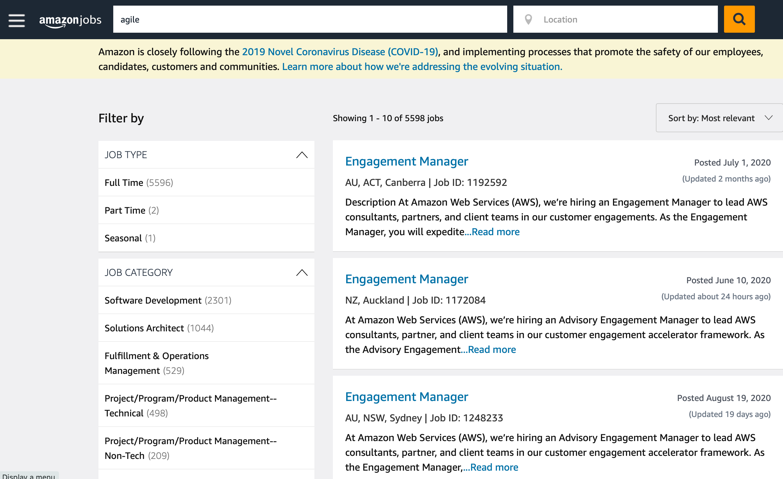 amazonjobs
agile
Location
Amazon is closely following the 2019 Novel Coronavirus Disease (COVID-19), and implementing processes that promote the safety of our employees,
candidates, customers and communities. Learn more about how we're addressing the evolving situation.
Filter by
Showing 1 - 10 of 5598 jobs
Sort by: Most relevant
JOB TYPE
Full Time (5596)
Part Time (2)
Seasonal (1)
JOB CATEGORY
Software Development (2301)
Solutions Architect (1044)
Fulfillment & Operations
Management (529)
Project/Program/Product Management--
Technical (498)
Project/Program/Product Management--
Non-Tech (209)
Engagement Manager
Posted July 1, 2020
AU, ACT, Canberra | Job ID: 1192592
(Updated 2 months ago)
Description At Amazon Web Services (AWS), we're hiring an Engagement Manager to lead AWS
consultants, partners, and client teams in our customer engagements. As the Engagement
Manager, you will expedite...Read more
Engagement Manager
Posted June 10, 2020
NZ, Auckland | Job ID: 1172084
(Updated about 24 hours ago)
At Amazon Web Services (AWS), we're hiring an Advisory Engagement Manager to lead AWS
consultants, partner, and client teams in our customer engagement accelerator framework. As
the Advisory Engagement...Read more
Engagement Manager
Posted August 19, 2020
AU, NSW, Sydney | Job ID: 1248233
(Updated 19 days ago)
At Amazon Web Services (AWS), we're hiring an Advisory Engagement Manager to lead AWS
consultants, partner, and client teams in our customer engagement accelerator framework. As
the Engagement Manager,...Read more
Display a menu